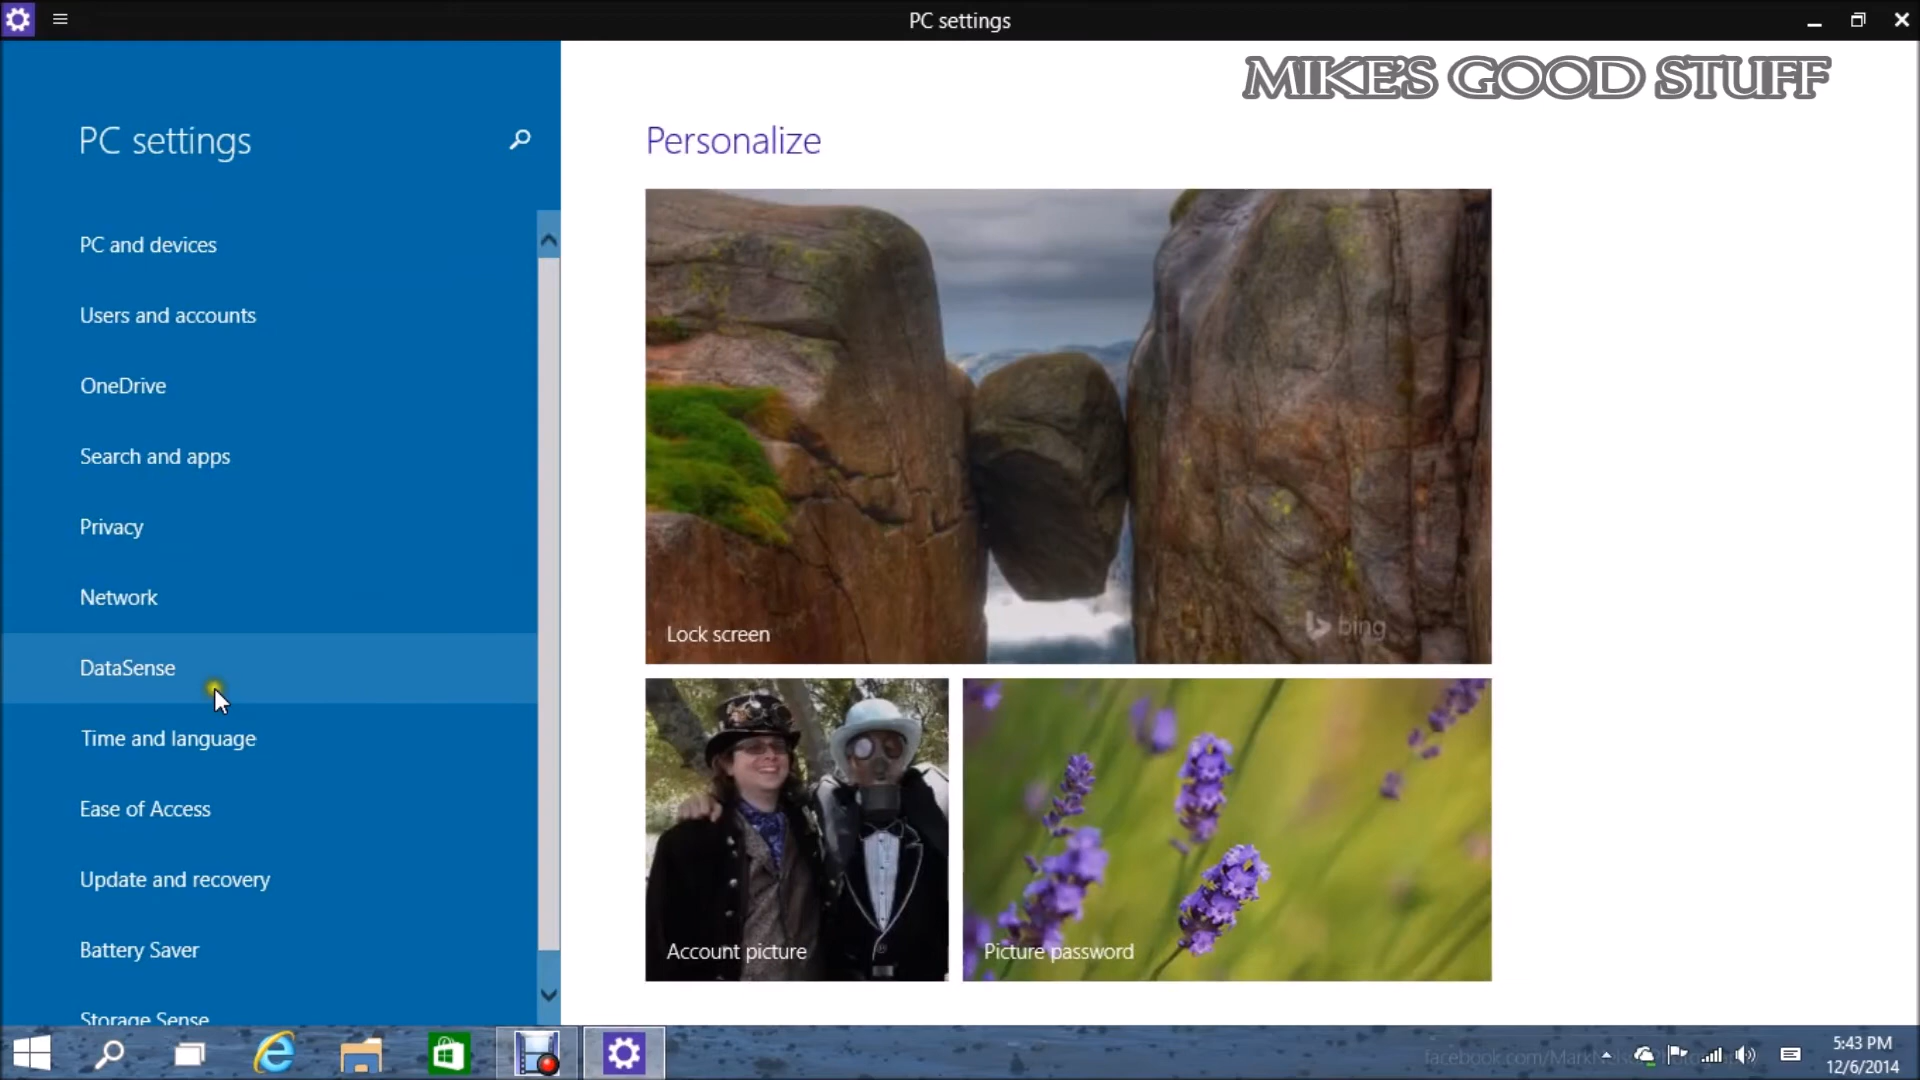 PC settings
MIKE'S GOOD STUFF
PC settings
PC and devices
Users and accounts
OneDrive
Search and apps
Privacy
Network
DataSense
Time and language
Ease of Access
Update and recovery
Battery Saver
Storage Sense
Personalize
Lock screen
bing
Account picture
Picture password
5:43 PM
12/6/2014